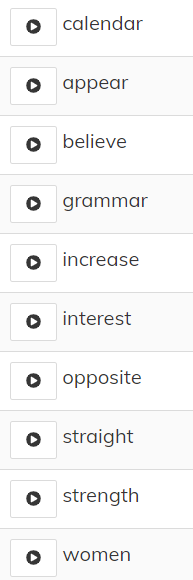 calendar
appear
believe
grammar
increase
interest
opposite
straight
strength
women